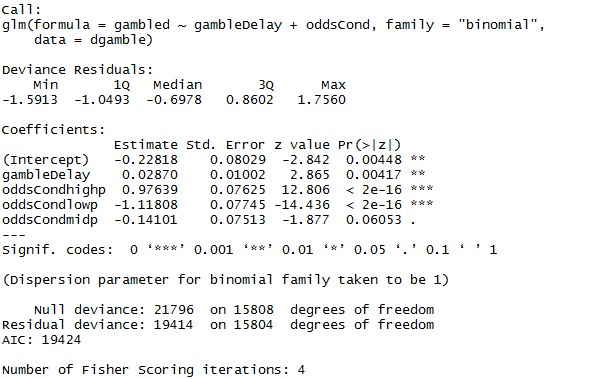 Call:
glm(formula = gambled ~ gambleDelay + oddsCond, family = "binomial",
    data = dgamble)

Deviance Residuals:
    Min       1Q   Median       3Q      Max
-1.5913  -1.0493  -0.6978   0.8602   1.7560

Coefficients:
              Estimate Std. Error z value Pr(>|z|)
(Intercept)   -0.22818    0.08029  -2.842  0.00448 **
gambleDelay    0.02870    0.01002   2.865  0.00417 **
oddsCondhighp  0.97639    0.07625  12.806  < 2e-16 ***
oddsCondlowp  -1.11808    0.07745 -14.436  < 2e-16 ***
oddsCondmidp  -0.14101    0.07513  -1.877  0.06053 .
---
Signif. codes:  0 ‘***’ 0.001 ‘**’ 0.01 ‘*’ 0.05 ‘.’ 0.1 ‘ ’ 1

(Dispersion parameter for binomial family taken to be 1)

    Null deviance: 21796  on 15808  degrees of freedom
Residual deviance: 19414  on 15804  degrees of freedom
AIC: 19424

Number of Fisher Scoring iterations: 4